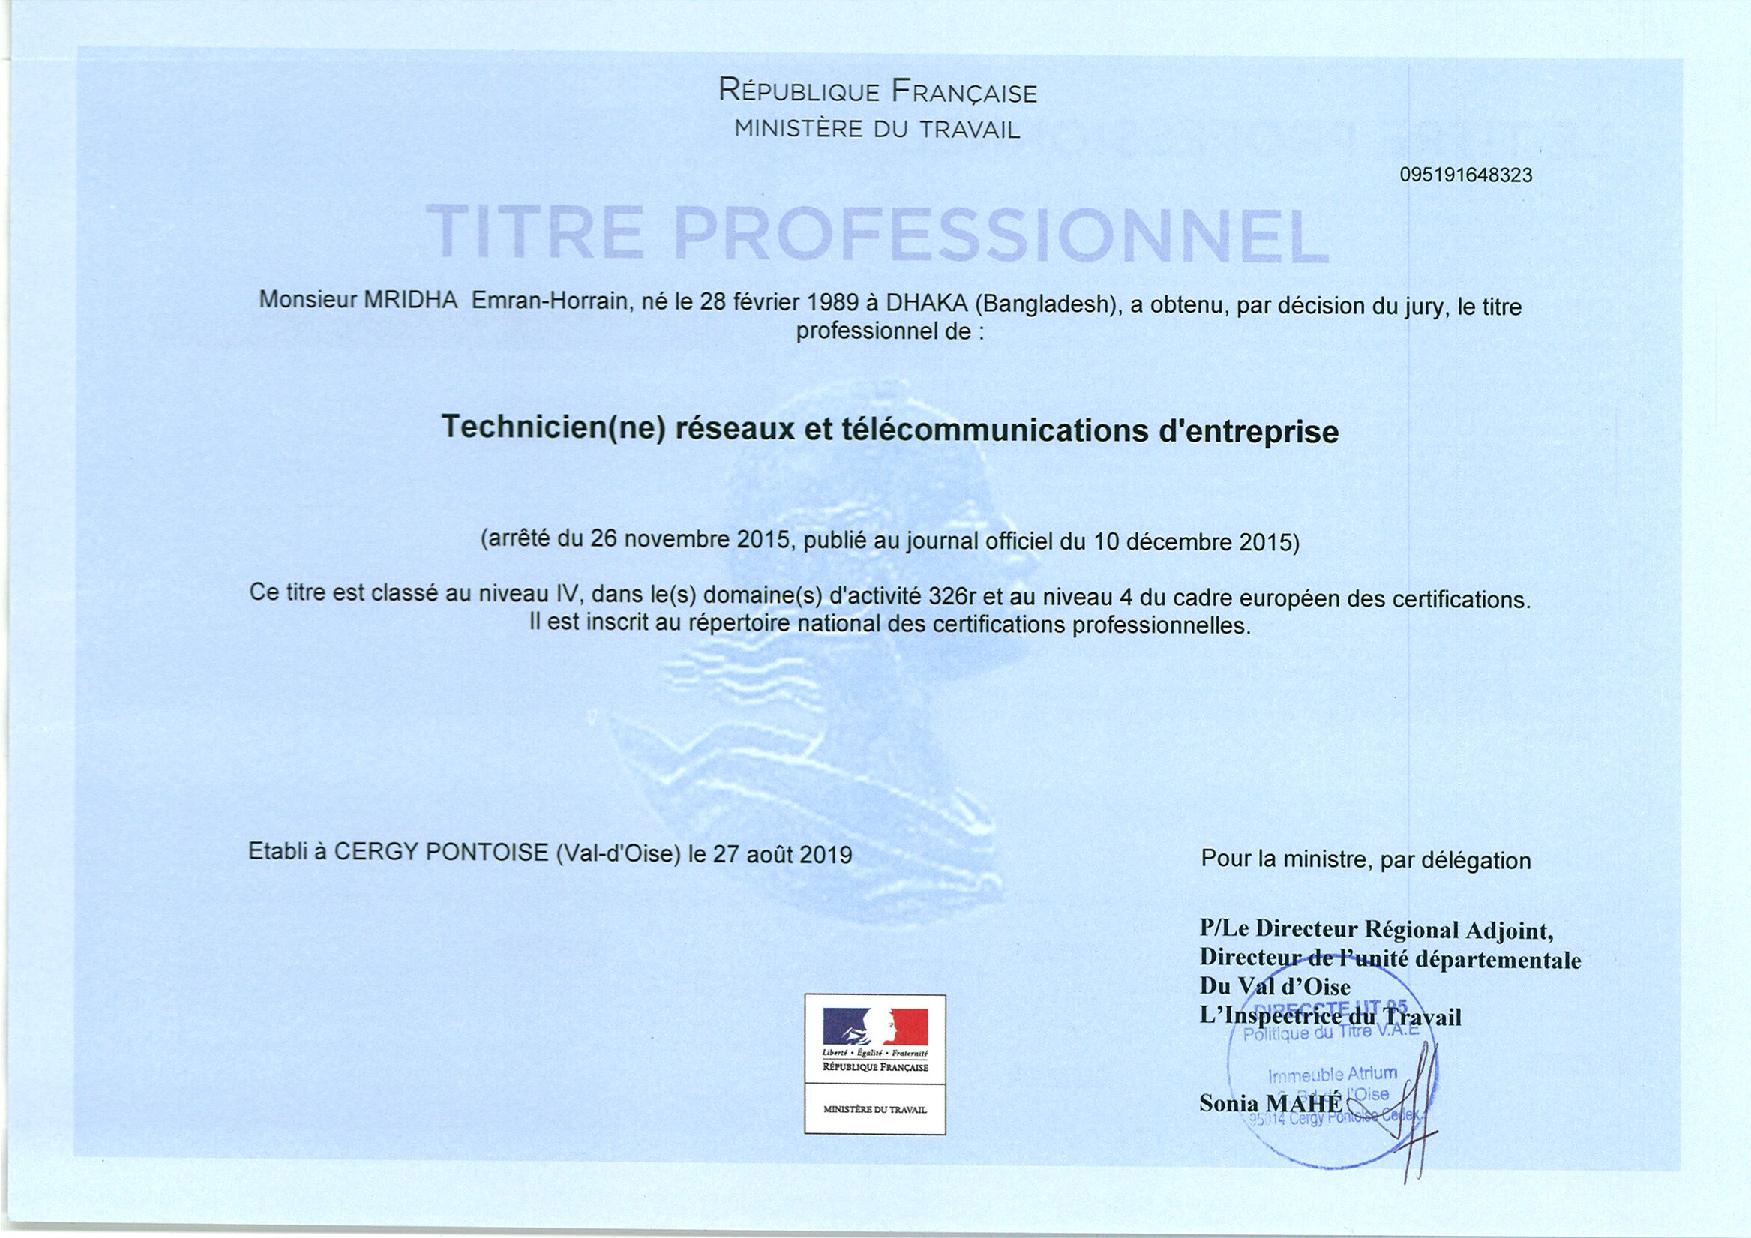 RÉPUBLIQUE FRANÇAISE
MINISTÈRE DU TRAVAIL
095191648323
TITRE PROFESSIONNEL
Monsieur MRIDHA Emran-Horrain, né le 28 février 1989 à DHAKA (Bangladesh), a obtenu, par décision du jury, le titre
professionnel de :
Technicien(ne) réseaux et télécommunications d'entreprise
(arrêté du 26 novembre 2015, publié au journal officiel du 10 décembre 2015)
Ce titre est classé au niveau IV, dans le(s) domaine(s) d'activité 326r et au niveau 4 du cadre européen des certifications.
Il est inscrit au répertoire national des certifications professionnelles.
Etabli à CERGY PONTOISE (Val-d'Oise) le 27 août 2019
Pour la ministre, par délégation
P/Le Directeur Régional Adjoint,
Directeur de l'unité départementale
Du Val d'Oise
L'Inspectrice du Travail
DIRECCTE UT 95
Politique du Titre V.A.E
Immeuble Atrium
l'Oise
Sonia MAHÉ
95014 Cergy Pontoise Cedex
Liberté • Égalité • Fraternité
RÉPUBLIQUE FRANÇAISE
MINISTÈRE DU TRAVAIL